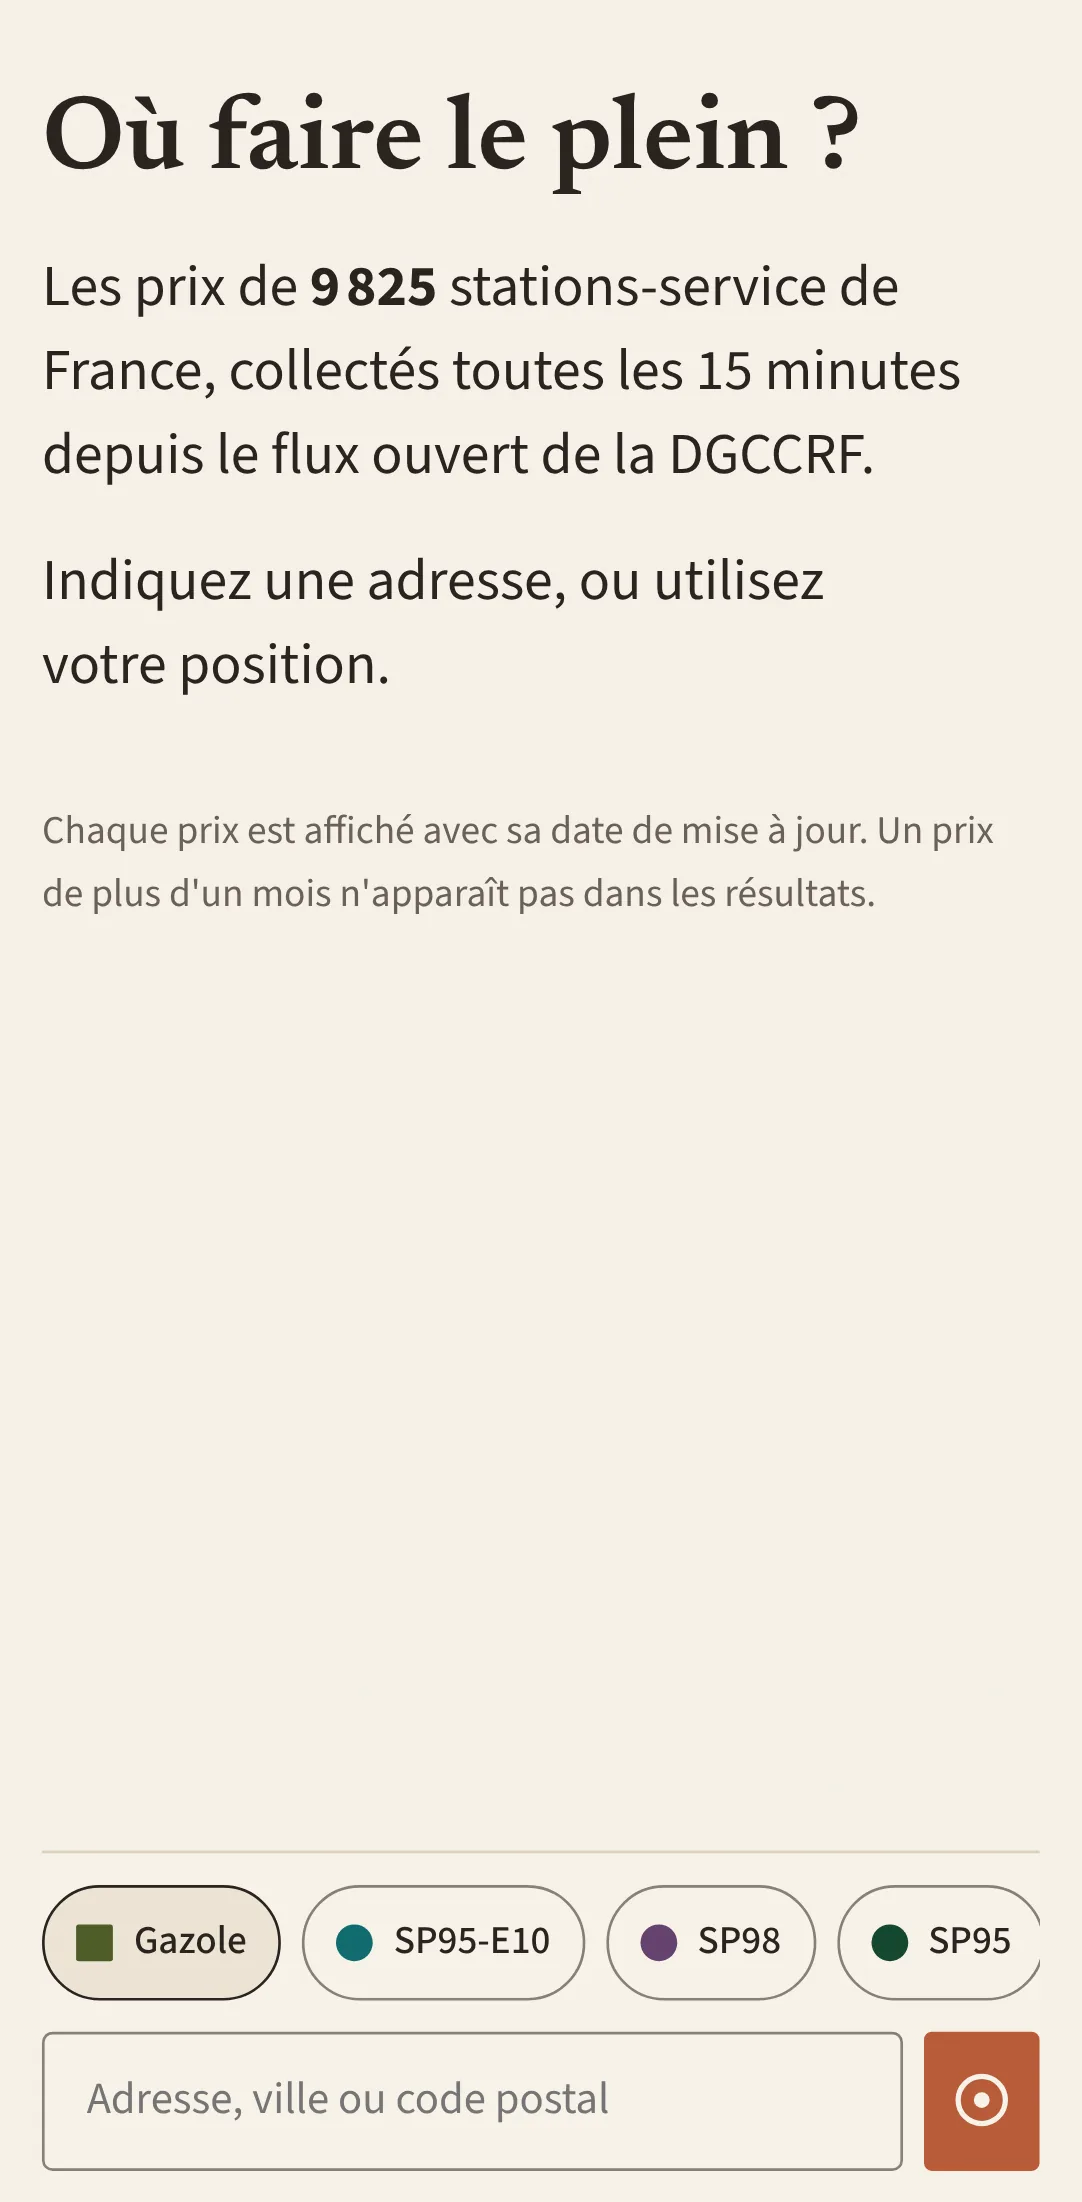 Où faire le plein ?
Les prix de 9 825 stations-service de
France, collectés toutes les 15 minutes
depuis le flux ouvert de la DGCCRF.
Indiquez une adresse, ou utilisez
votre position.
Chaque prix est affiché avec sa date de mise à jour. Un prix
de plus d'un mois n'apparaît pas dans les résultats.
Gazole SP95-E10 SP98 SP95
Adresse, ville ou code postal